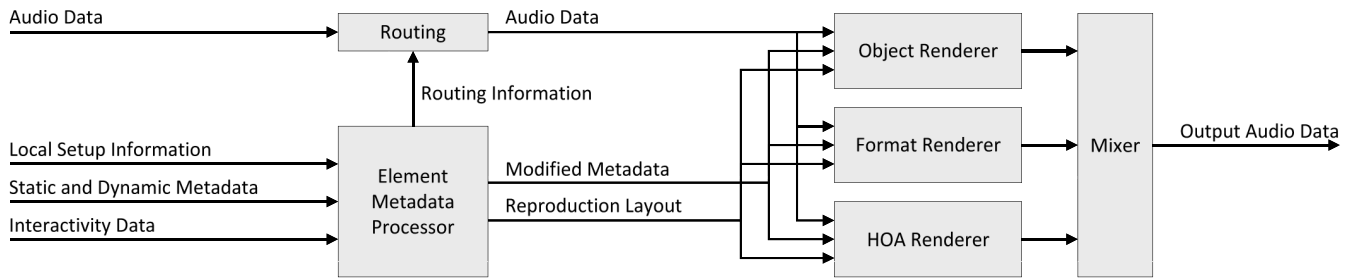 Audio Data
Routing
Audio Data
Object Renderer
Routing Information
Local Setup Information
Static and Dynamic Metadata
Interactivity Data
Element
Metadata
Processor
Modified Metadata
Reproduction Layout
Format Renderer
HOA Renderer
Mixer
Output Audio Data